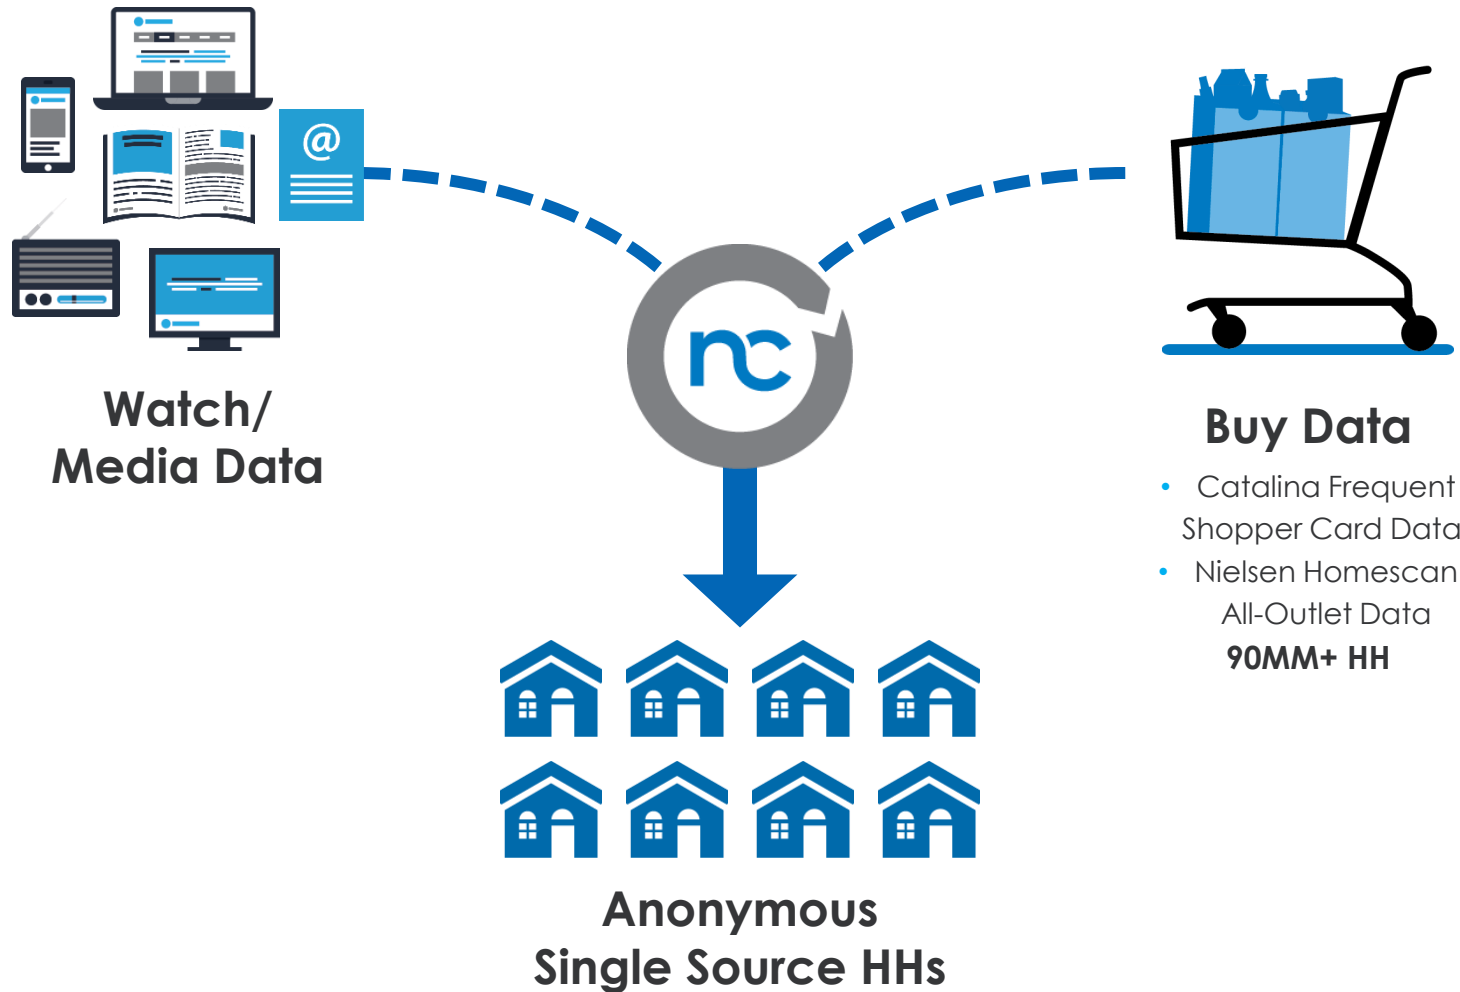 @
nc
Watch/
Media Data
Buy Data
• Catalina Frequent
Shopper Card Data
• Nielsen Homescan
All-Outlet Data
90MM+ HH
Anonymous
Single Source HHs